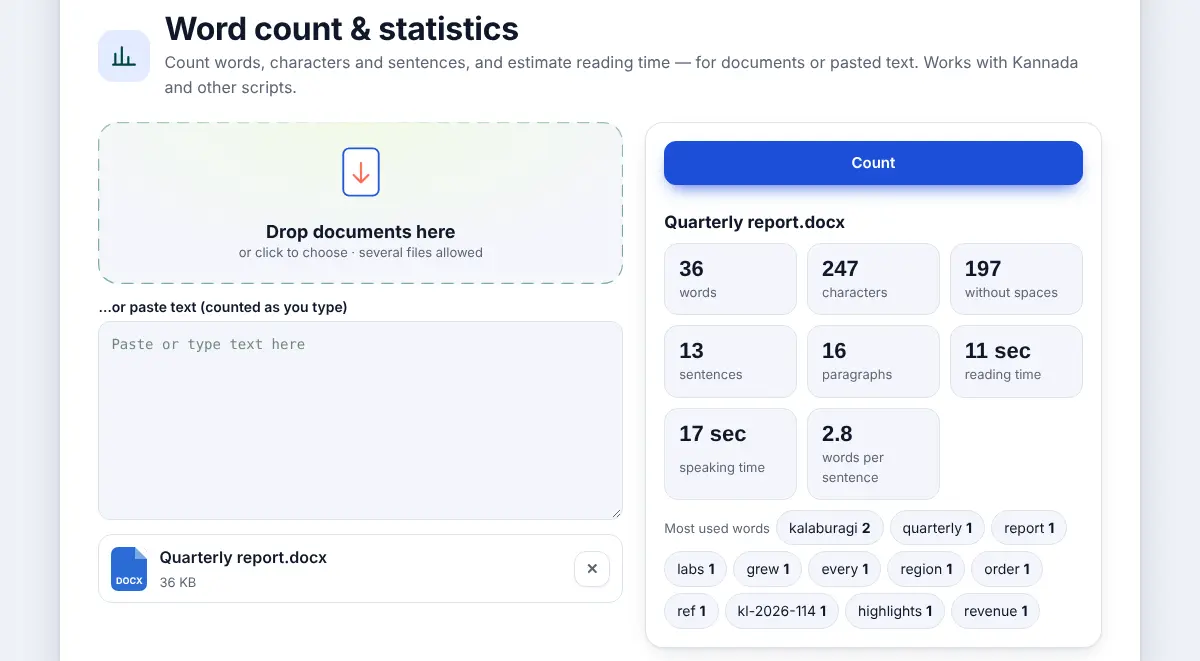 Word count & statistics
Count words, characters and sentences, and estimate reading time — for documents or pasted text. Works with Kannada
and other scripts.
Drop documents here
or click to choose · several files allowed
...or paste text (counted as you type)
Paste or type text here
DOCX
Quarterly report.docx
36 KB
✕
Count
Quarterly report.docx
36
words
247
characters
197
without spaces
13
sentences
16
paragraphs
11 sec
reading time
17 sec
speaking time
2.8
words per
sentence
Most used words kalaburagi 2 quarterly 1 report 1
labs 1 grew 1 every 1 region 1 order 1
ref 1 kl-2026-114 1 highlights 1 revenue 1